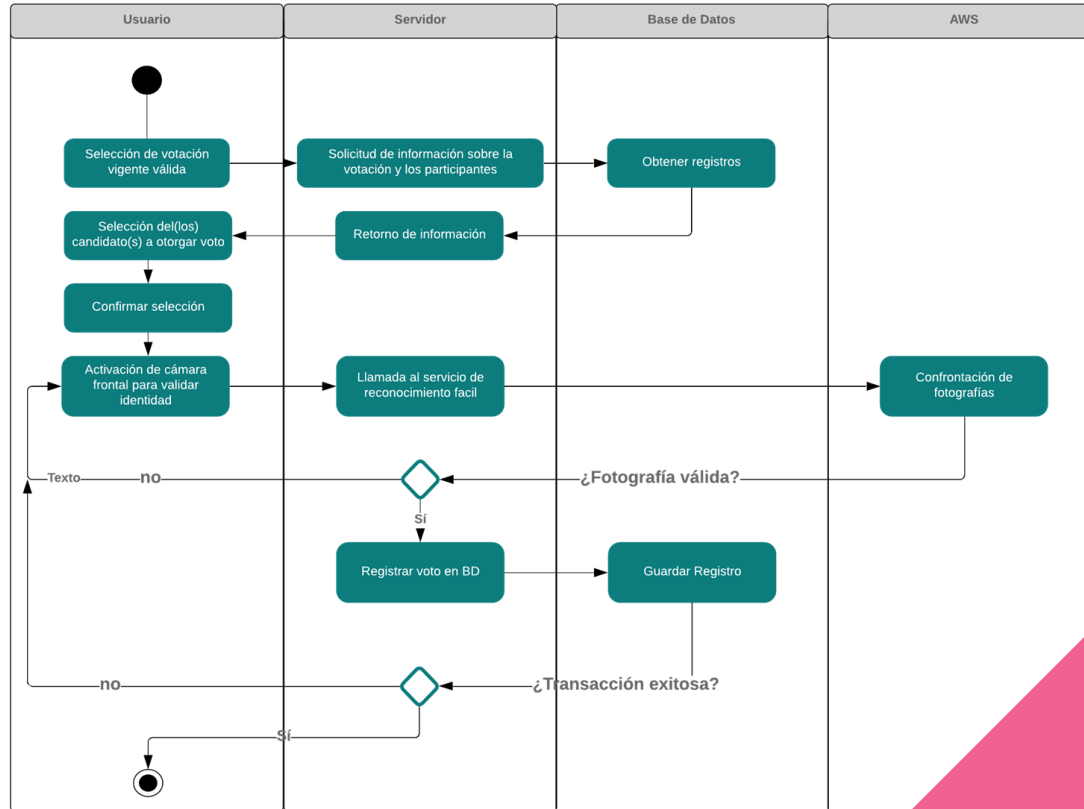 Usuario
Servidor
Base de Datos
AWS
Selección de votación
vigente válida
Solicitud de información sobre la
votación y los participantes
Obtener registros
Selección del(los)
candidato(s) a otorgar voto
Retorno de información
Confirmar selección
Activación de cámara
frontal para validar
identidad
Llamada al servicio de
reconocimiento facil
Confrontación de
fotografías
Texto
no
¿Fotografía válida?
Sí
Registrar voto en BD
Guardar Registro
no
¿Transacción exitosa?
Sí